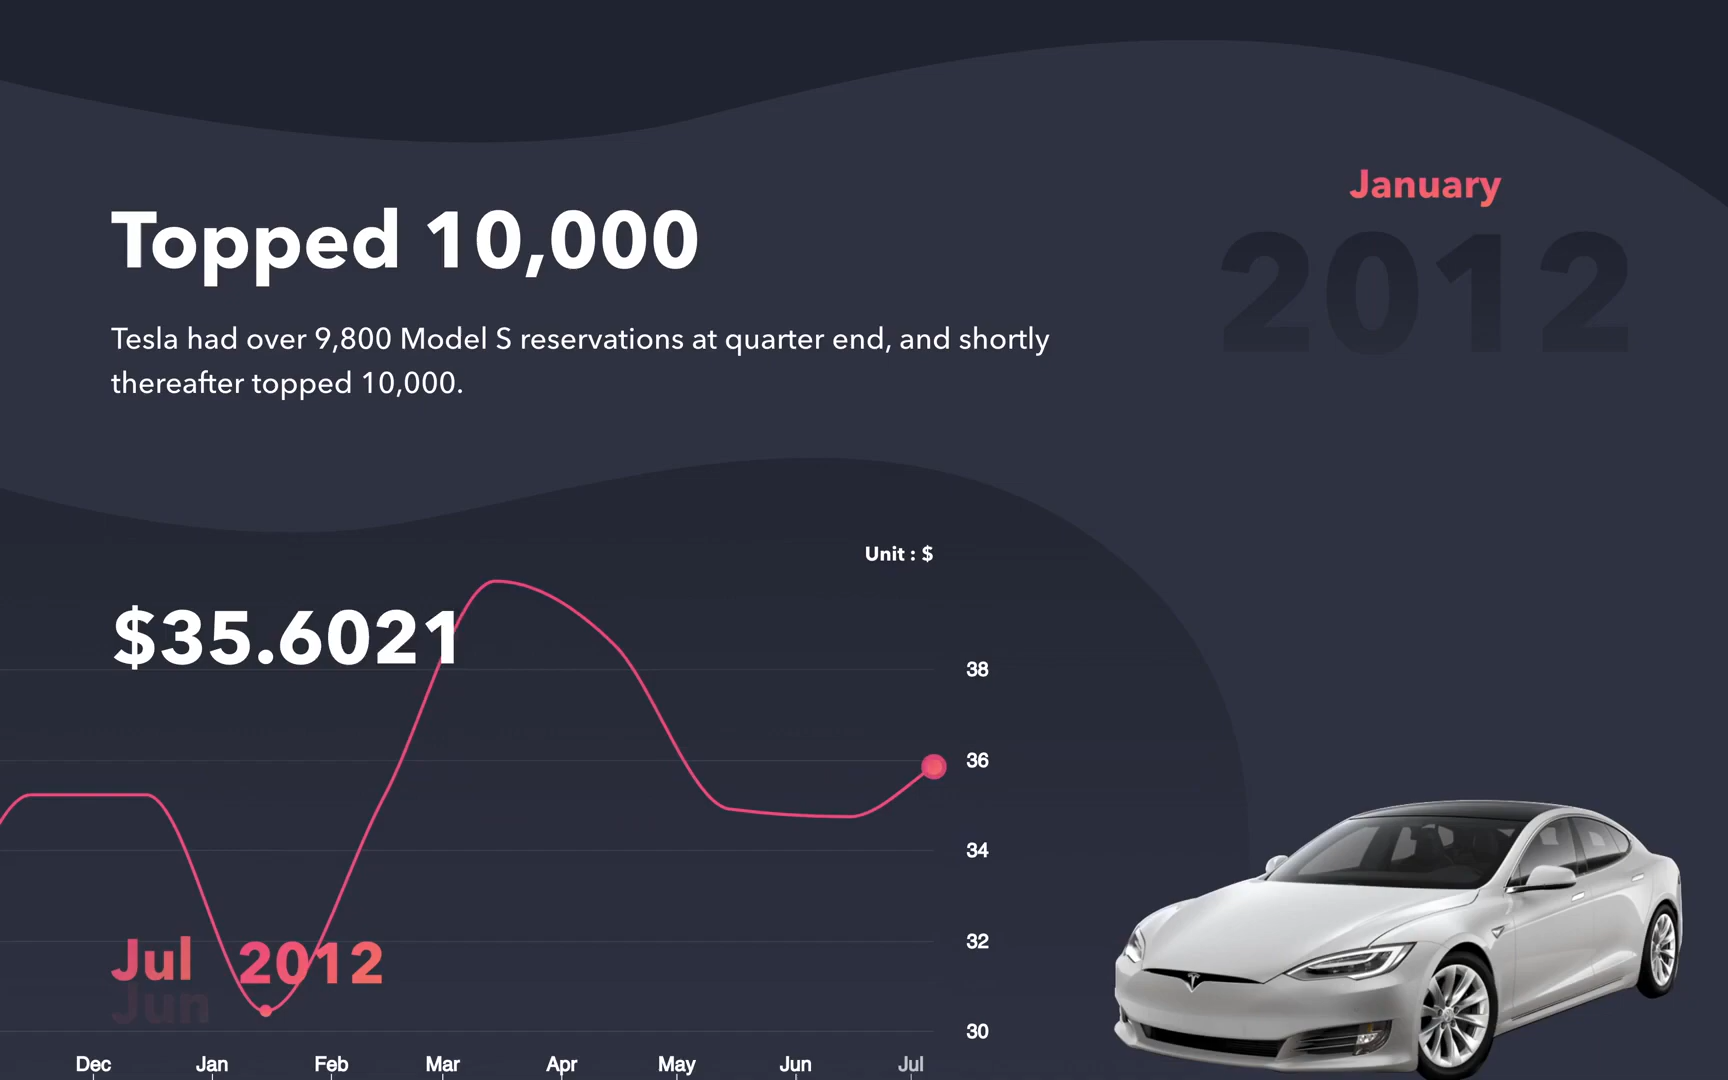 January
2012
Topped 10,000
Tesla had over 9,800 Model S reservations at quarter end, and shortly
thereafter topped 10,000.
Unit : $
$35.6021
38
36
34
32
30
Jul 2012
Jun
Dec Jan Feb Mar Apr May Jun Jul